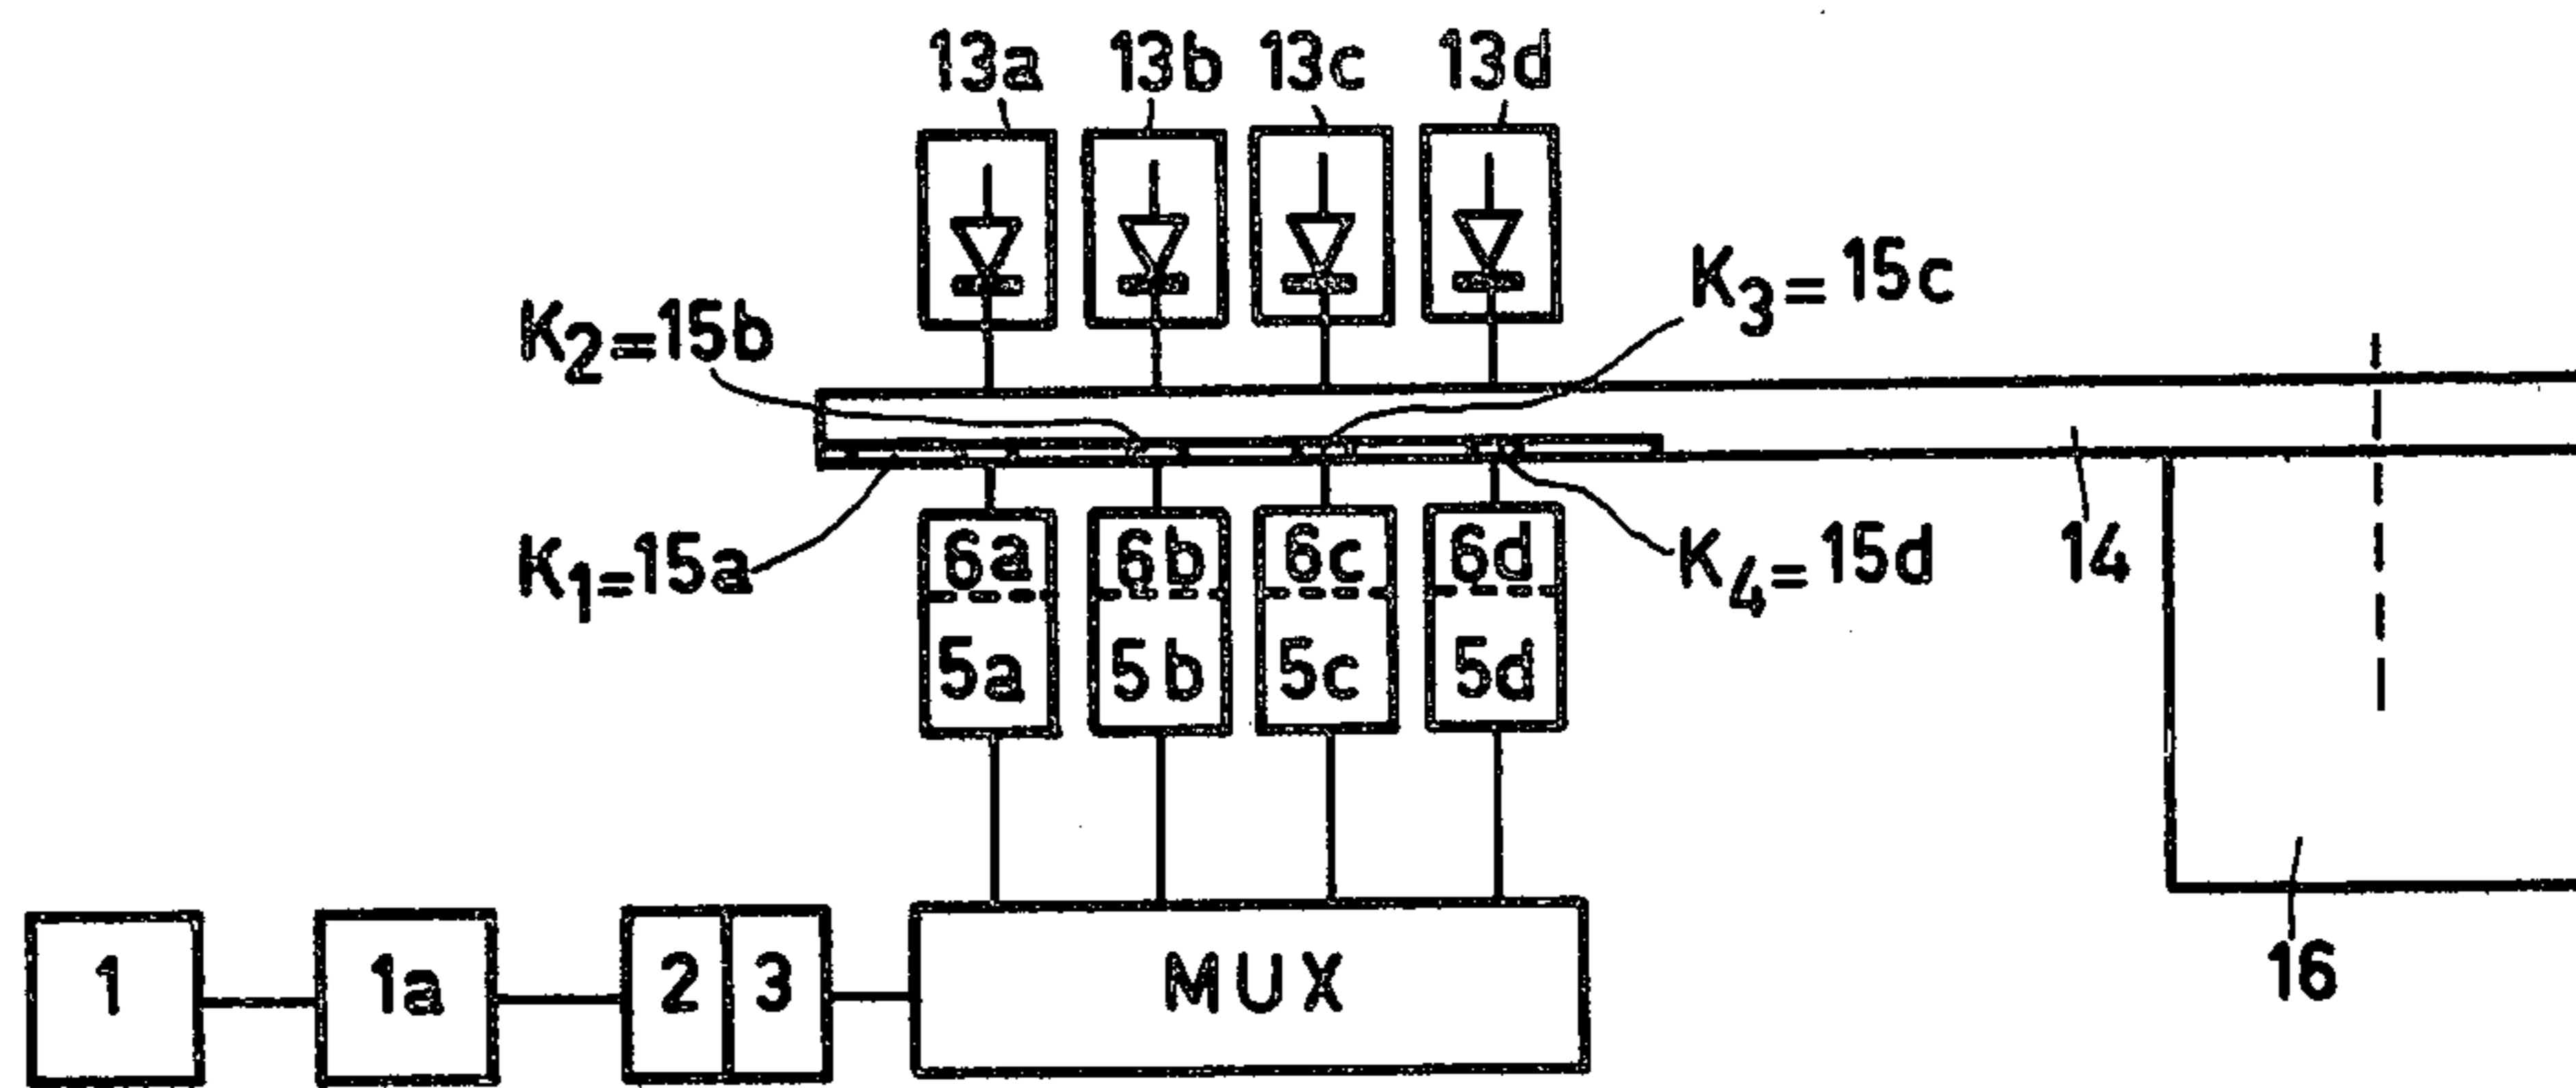 13a 13b 13c 13d
K2=15b
K3=15c
K1=15a
6a 6b 6c 6d
K4=15d
14
5a 5b 5c 5d
1 1a 2 3 MUX
16